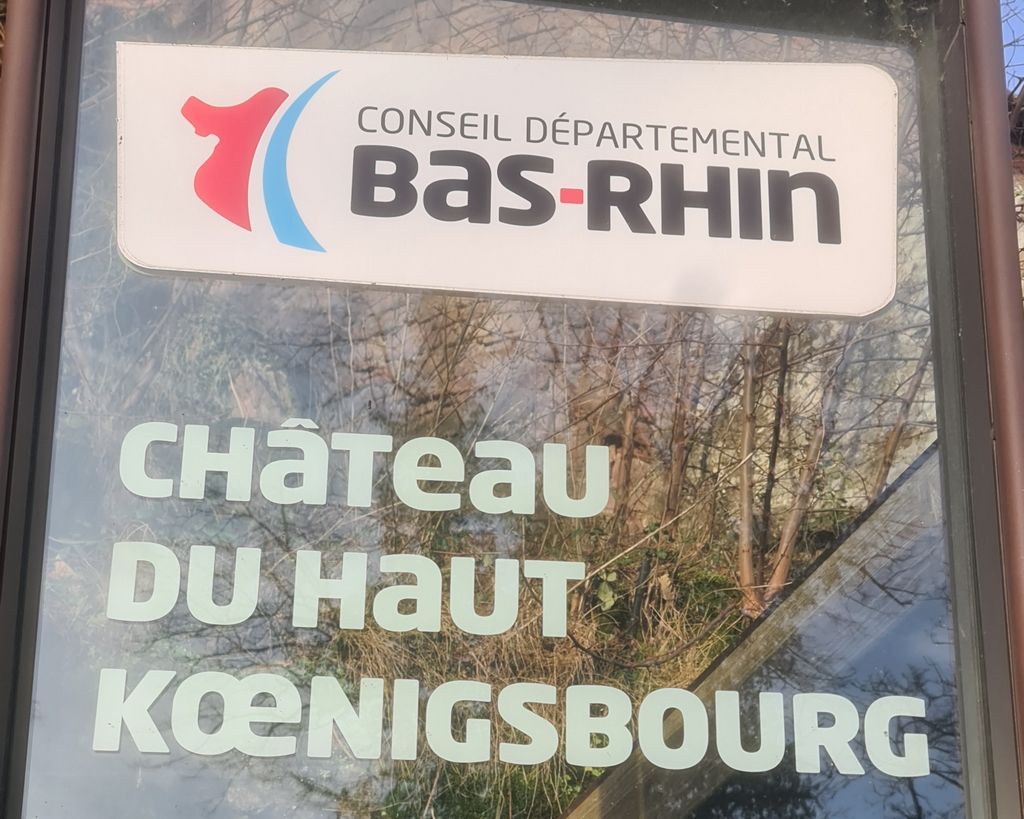 CONSEIL DÉPARTEMENTAL
BaS-RHIn
CHâTeaU
DU HaUT
KŒNIGSBOURG